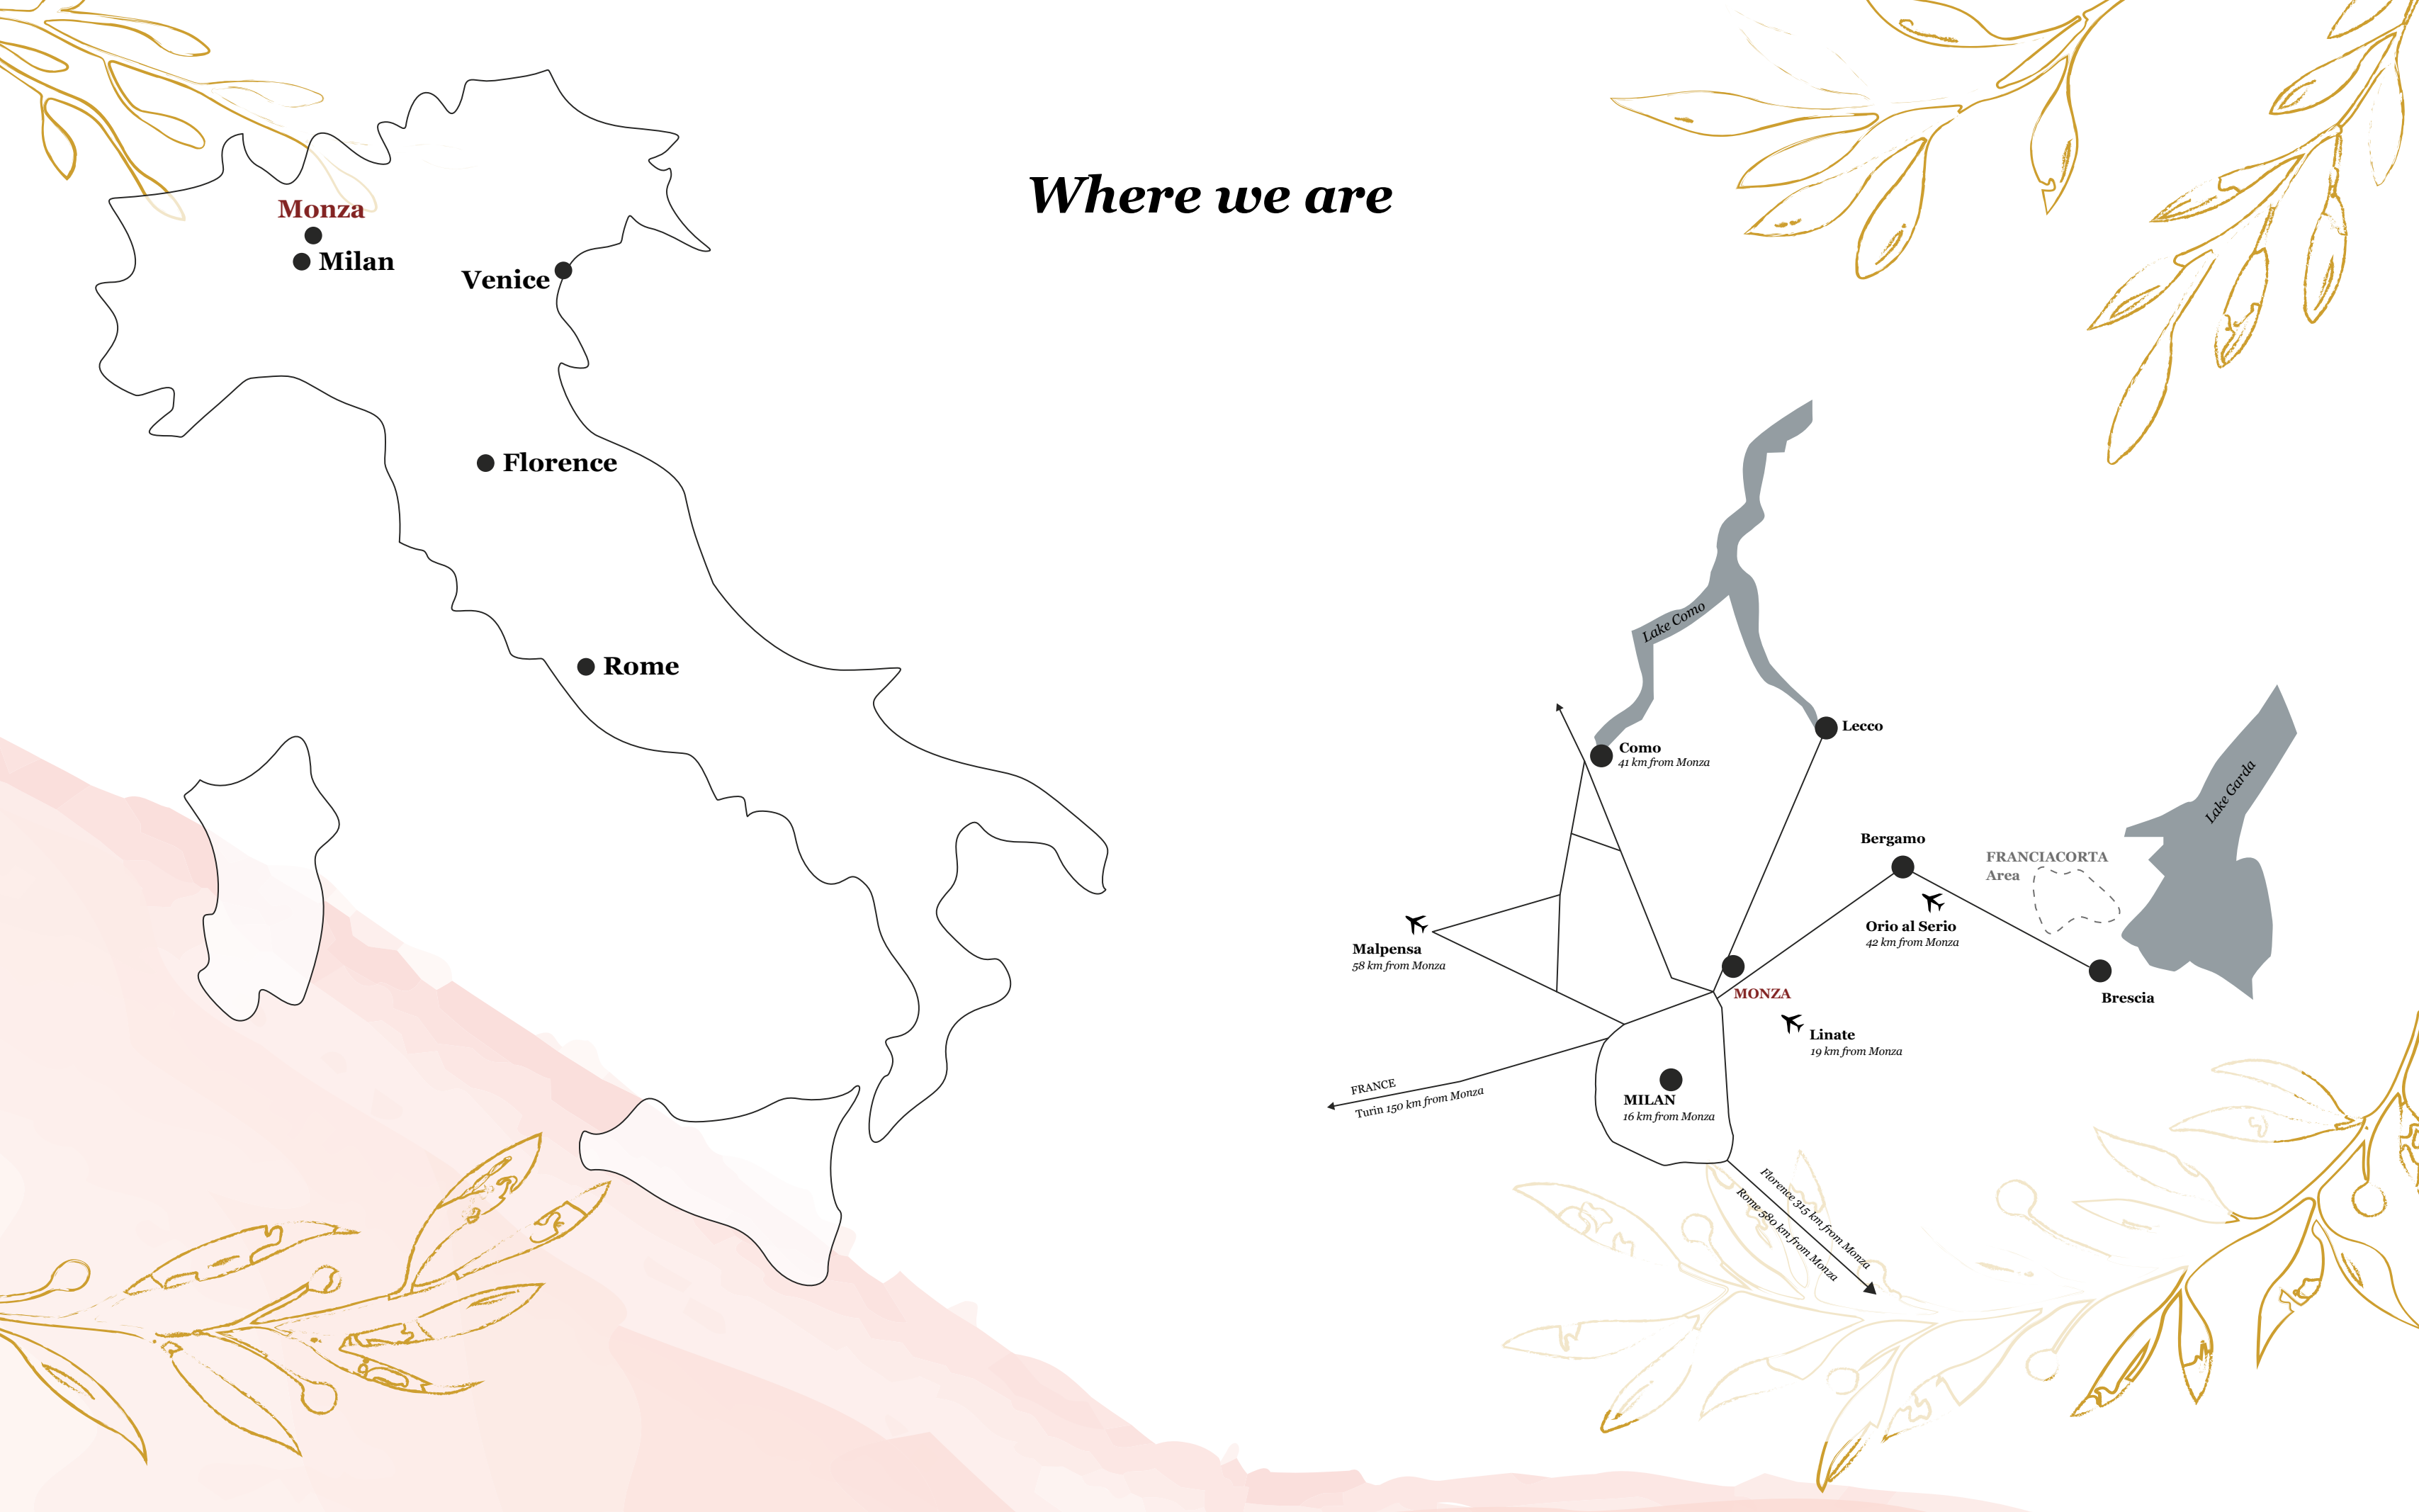 Where we are
Monza
Milan
Venice
Florence
Rome
Lake Como
Lecco
Como
41 km from Monza
Lake Garda
Bergamo
FRANCIACORTA
Area
Orio al Serio
42 km from Monza
Malpensa
58 km from Monza
MONZA
Brescia
Linate
19 km from Monza
FRANCE
Turin 150 km from Monza
MILAN
16 km from Monza
Florence 315 km from Monza
Rome 580 km from Monza